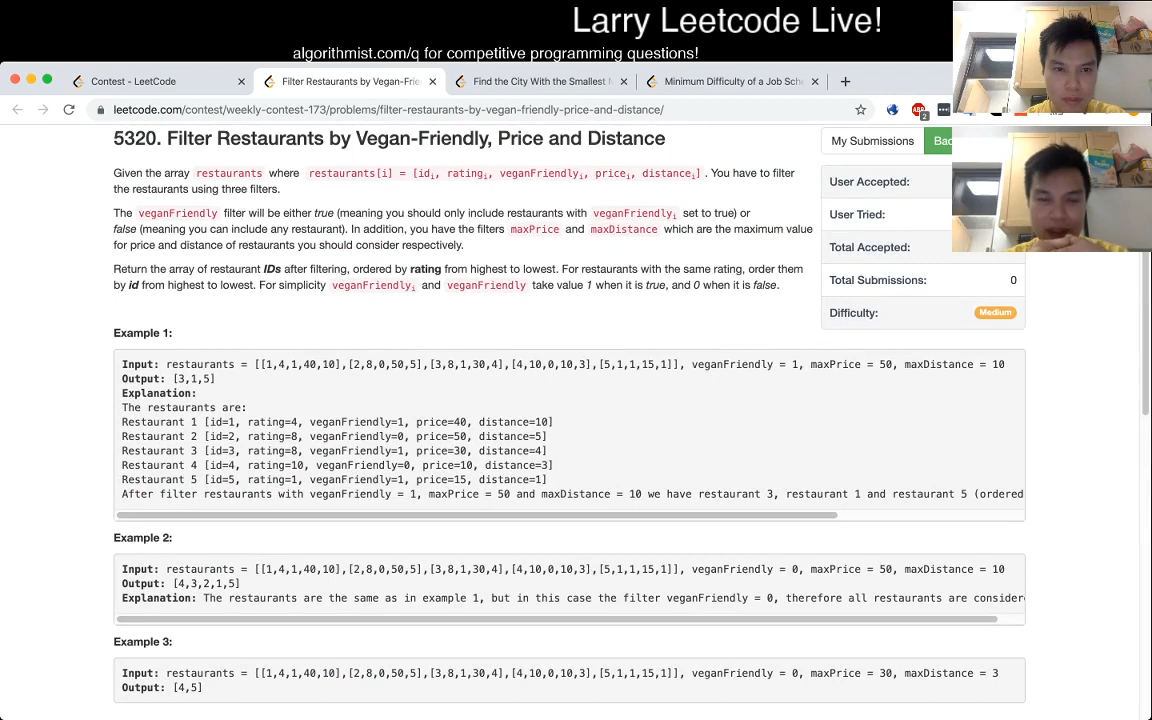 Larry Leetcode Live!
algorithmist.com/q for competitive programming questions!
Contest - LeetCode
Filter Restaurants by Vegan-Frie
Find the City With the Smallest
Minimum Difficulty of a Job Sche
leetcode.com/contest/weekly-contest-173/problems/filter-restaurants-by-vegan-friendly-price-and-distance/
ABP
2
5320. Filter Restaurants by Vegan-Friendly, Price and Distance
My Submissions
Bac
Given the array restaurants where restaurants[i] = [idi, ratingi, veganFriendlyi, pricei, distancei]. You have to filter
the restaurants using three filters.
The veganFriendly filter will be either true (meaning you should only include restaurants with veganFriendlyi set to true) or
false (meaning you can include any restaurant). In addition, you have the filters maxPrice and maxDistance which are the maximum value
for price and distance of restaurants you should consider respectively.
Return the array of restaurant IDs after filtering, ordered by rating from highest to lowest. For restaurants with the same rating, order them
by id from highest to lowest. For simplicity veganFriendlyi and veganFriendly take value 1 when it is true, and 0 when it is false.
User Accepted:
User Tried:
Total Accepted:
Total Submissions: 0
Difficulty: Medium
Example 1:
Input: restaurants = [[1,4,1,40,10],[2,8,0,50,5],[3,8,1,30,4],[4,10,0,10,3],[5,1,1,15,1]], veganFriendly = 1, maxPrice = 50, maxDistance = 10
Output: [3,1,5]
Explanation:
The restaurants are:
Restaurant 1 [id=1, rating=4, veganFriendly=1, price=40, distance=10]
Restaurant 2 [id=2, rating=8, veganFriendly=0, price=50, distance=5]
Restaurant 3 [id=3, rating=8, veganFriendly=1, price=30, distance=4]
Restaurant 4 [id=4, rating=10, veganFriendly=0, price=10, distance=3]
Restaurant 5 [id=5, rating=1, veganFriendly=1, price=15, distance=1]
After filter restaurants with veganFriendly = 1, maxPrice = 50 and maxDistance = 10 we have restaurant 3, restaurant 1 and restaurant 5 (ordered
Example 2:
Input: restaurants = [[1,4,1,40,10],[2,8,0,50,5],[3,8,1,30,4],[4,10,0,10,3],[5,1,1,15,1]], veganFriendly = 0, maxPrice = 50, maxDistance = 10
Output: [4,3,2,1,5]
Explanation: The restaurants are the same as in example 1, but in this case the filter veganFriendly = 0, therefore all restaurants are consider
Example 3:
Input: restaurants = [[1,4,1,40,10],[2,8,0,50,5],[3,8,1,30,4],[4,10,0,10,3],[5,1,1,15,1]], veganFriendly = 0, maxPrice = 30, maxDistance = 3
Output: [4,5]